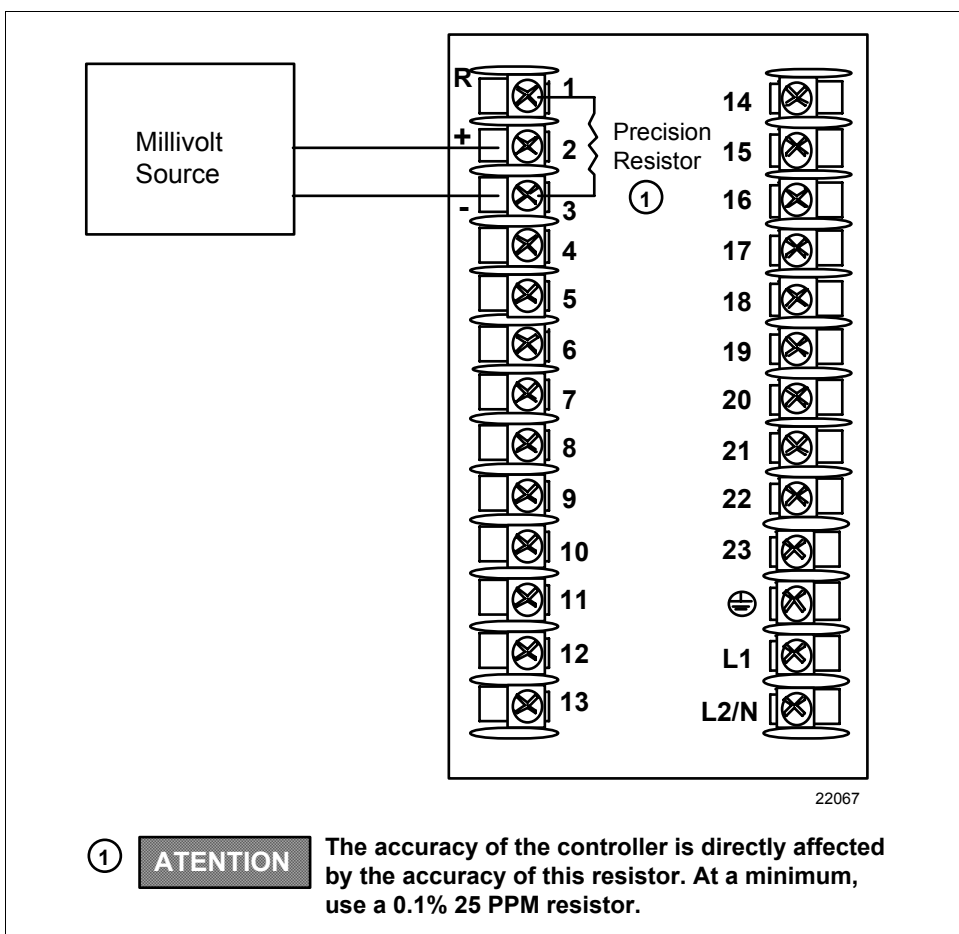 Millivolt
Source
R
+
-
1
2
3
4
5
6
7
8
9
10
11
12
13
Precision
Resistor
1
14
15
16
17
18
19
20
21
22
23
L1
L2/N
22067
1
ATENTION
The accuracy of the controller is directly affected
by the accuracy of this resistor. At a minimum,
use a 0.1% 25 PPM resistor.